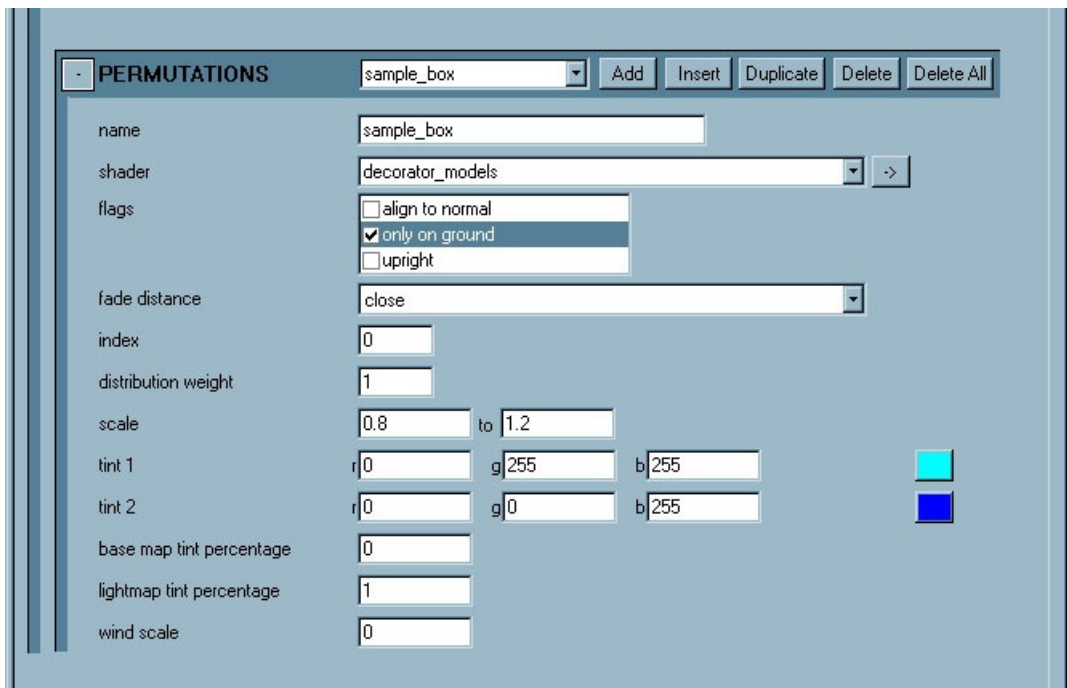 - PERMUTATIONS sample_box Add Insert Duplicate Delete Delete All
name sample_box
shader decorator_models ->
flags align to normal
only on ground
upright
fade distance close
index 0
distribution weight 1
scale 0.8 to 1.2
tint 1 r 0 g 255 b 255
tint 2 r 0 g 0 b 255
base map tint percentage 0
lightmap tint percentage 1
wind scale 0